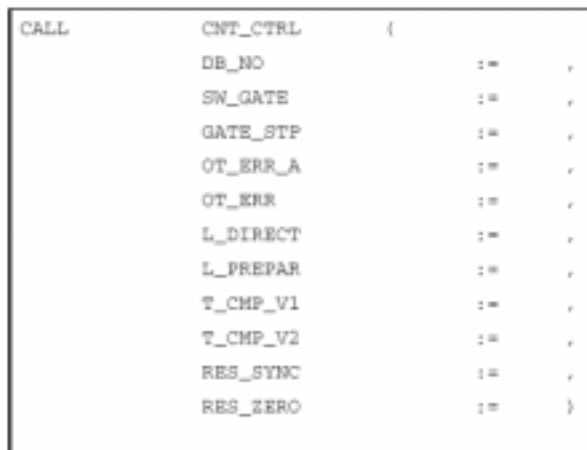 CALL CNT_CTRL (
DB_NO := ,
SW_GATE := ,
GATE_STP := ,
OT_ERR_A := ,
OT_ERR := ,
L_DIRECT := ,
L_PREPAR := ,
T_CMP_V1 := ,
T_CMP_V2 := ,
RES_SYNC := ,
RES_ZERO := )